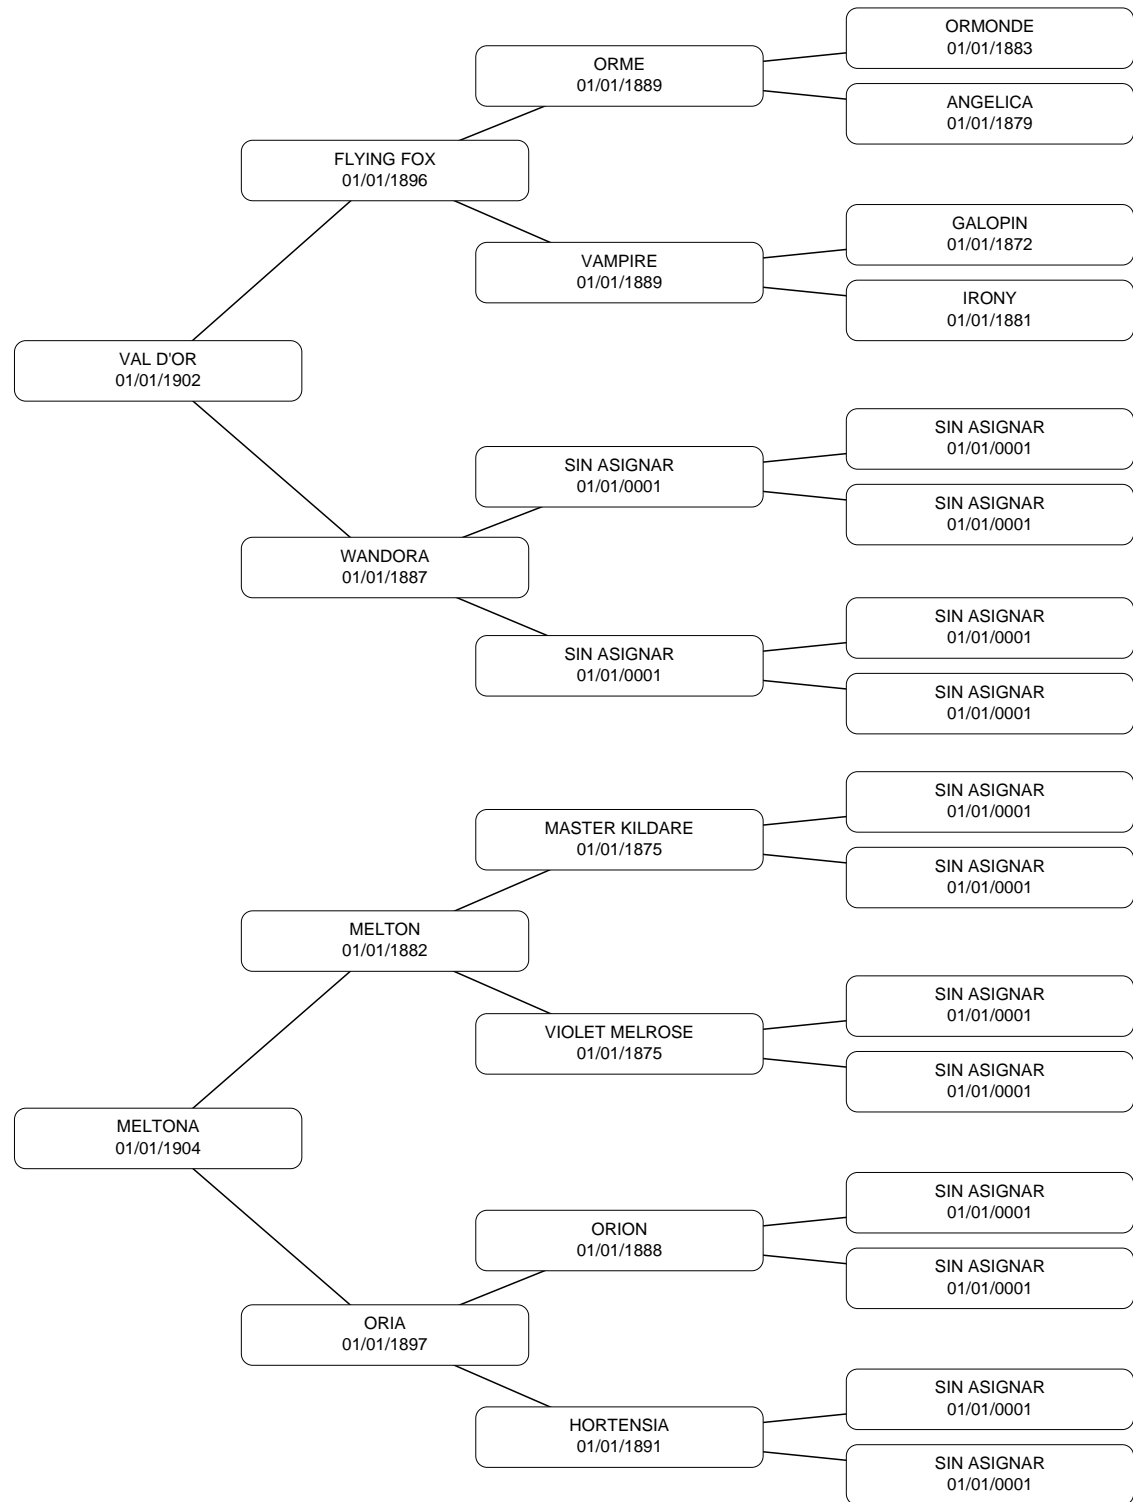 ORMONDE
01/01/1883
ORME
01/01/1889
ANGELICA
01/01/1879
FLYING FOX
01/01/1896
GALOPIN
01/01/1872
VAMPIRE
01/01/1889
IRONY
01/01/1881
VAL D'OR
01/01/1902
SIN ASIGNAR
01/01/0001
SIN ASIGNAR
01/01/0001
SIN ASIGNAR
01/01/0001
WANDORA
01/01/1887
SIN ASIGNAR
01/01/0001
SIN ASIGNAR
01/01/0001
SIN ASIGNAR
01/01/0001
SIN ASIGNAR
01/01/0001
MASTER KILDARE
01/01/1875
SIN ASIGNAR
01/01/0001
MELTON
01/01/1882
SIN ASIGNAR
01/01/0001
VIOLET MELROSE
01/01/1875
SIN ASIGNAR
01/01/0001
MELTONA
01/01/1904
SIN ASIGNAR
01/01/0001
ORION
01/01/1888
SIN ASIGNAR
01/01/0001
ORIA
01/01/1897
SIN ASIGNAR
01/01/0001
HORTENSIA
01/01/1891
SIN ASIGNAR
01/01/0001